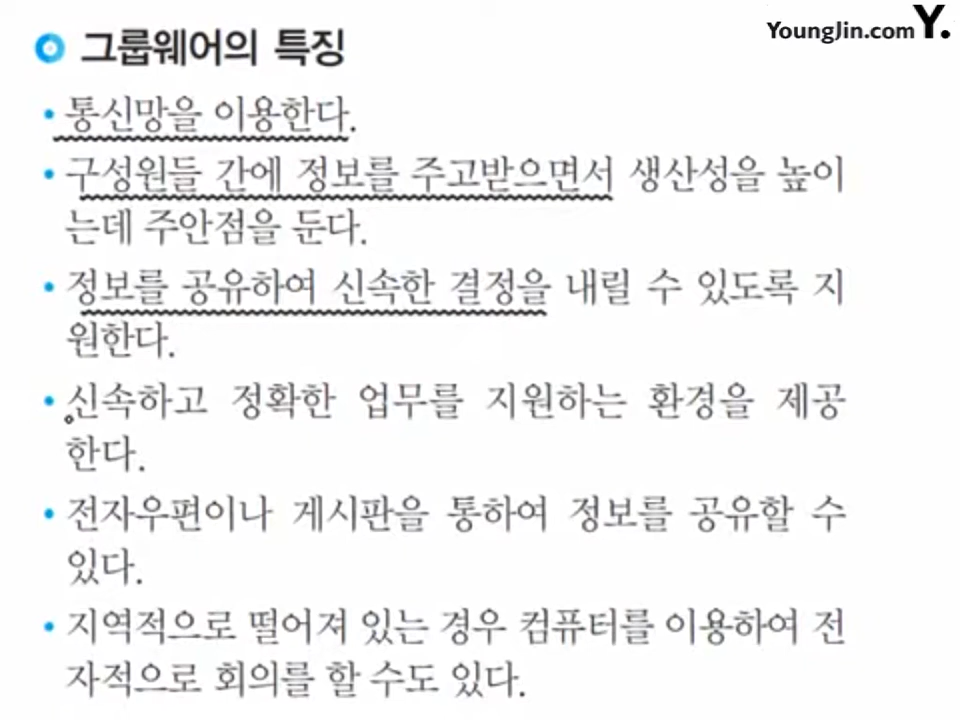 YoungJin.com Y.
그룹웨어의 특징
• 통신망을 이용한다.
• 구성원들 간에 정보를 주고받으면서 생산성을 높이
는데 주안점을 둔다.
• 정보를 공유하여 신속한 결정을 내릴 수 있도록 지
원한다.
• 신속하고 정확한 업무를 지원하는 환경을 제공
한다.
• 전자우편이나 게시판을 통하여 정보를 공유할 수
있다.
• 지역적으로 떨어져 있는 경우 컴퓨터를 이용하여 전
자적으로 회의를 할 수도 있다.